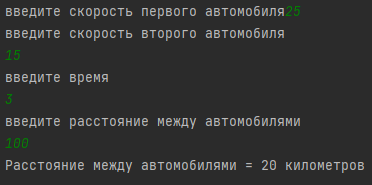 введите скорость первого автомобиля25
введите скорость второго автомобиля
15
введите время
3
введите расстояние между автомобилями
100
Расстояние между автомобилями = 20 километров